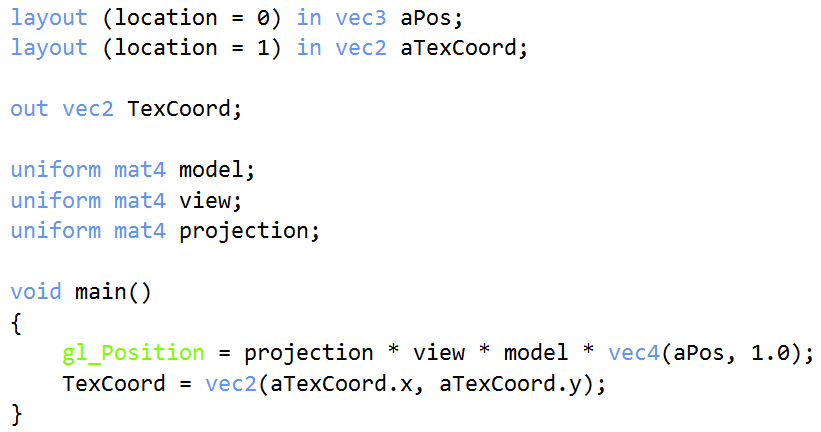 layout (location = 0) in vec3 aPos;
layout (location = 1) in vec2 aTexCoord;

out vec2 TexCoord;

uniform mat4 model;
uniform mat4 view;
uniform mat4 projection;

void main()
{
    gl_Position = projection * view * model * vec4(aPos, 1.0);
    TexCoord = vec2(aTexCoord.x, aTexCoord.y);
}